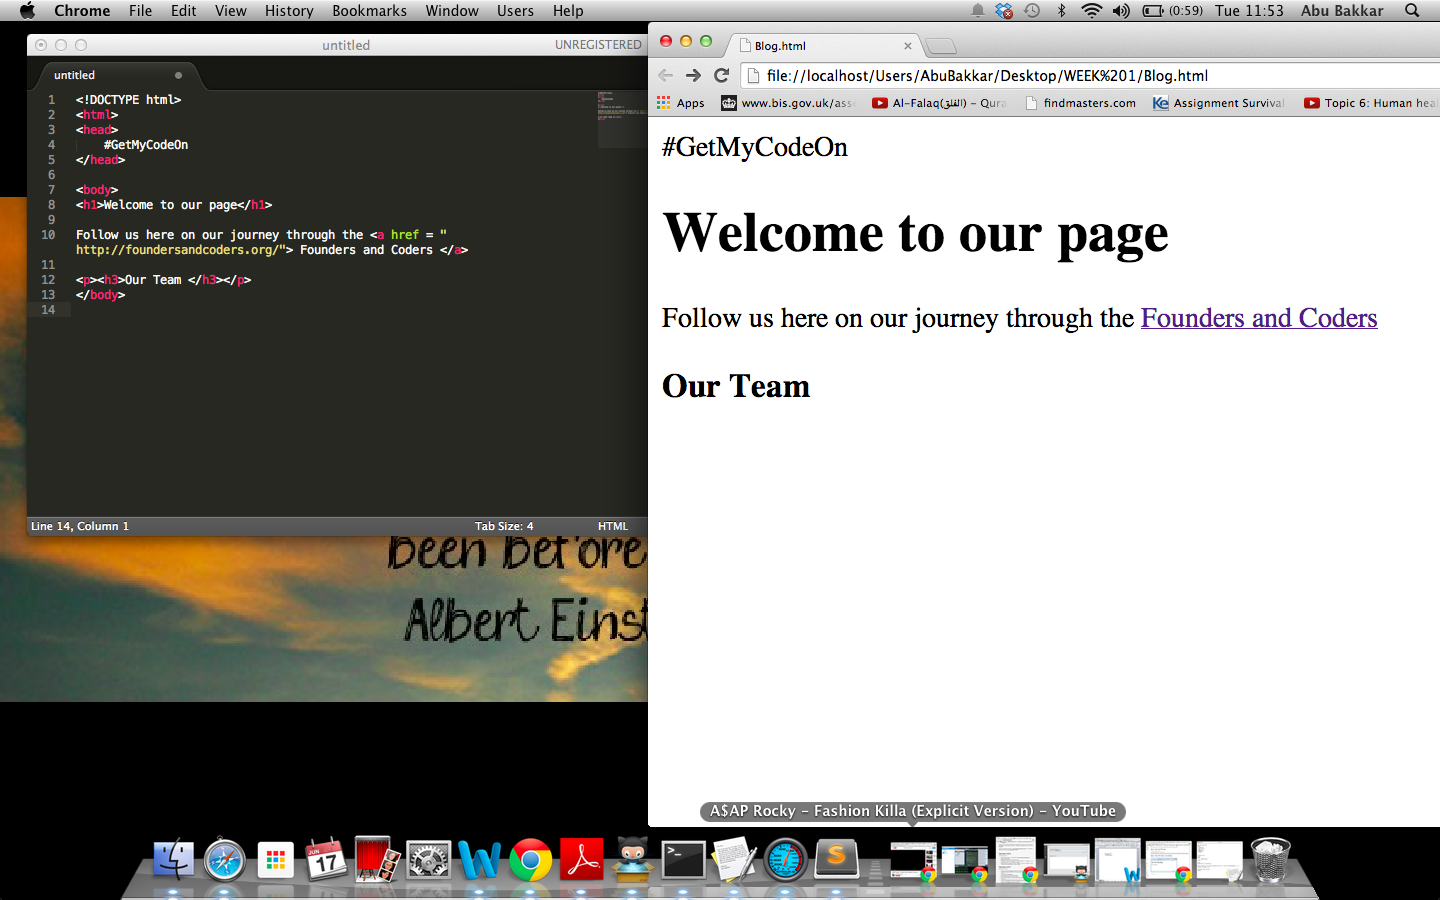 Chrome File Edit View History Bookmarks Window Users Help (0:59) Tue 11:53 Abu Bakkar
untitled UNREGISTERED
untitled
1 <!DOCTYPE html>
2 <html>
3 <head>
4 #GetMyCodeOn
5 </head>
6
7 <body>
8 <h1>Welcome to our page</h1>
9
10 Follow us here on our journey through the <a href = "
http://foundersandcoders.org/"> Founders and Coders </a>
11
12 <p><h3>Our Team </h3></p>
13 </body>
14
Line 14, Column 1 Tab Size: 4 HTML
Been Before
Albert Einst
Blog.html
file://localhost/Users/AbuBakkar/Desktop/WEEK%201/Blog.html
Apps www.bis.gov.uk/asse Al-Falaq(الفلق) - Qura findmasters.com Ke Assignment Survival Topic 6: Human hea
#GetMyCodeOn
Welcome to our page
Follow us here on our journey through the Founders and Coders
Our Team
A$AP Rocky - Fashion Killa (Explicit Version) - YouTube
JUN
17
W
>_
S
W